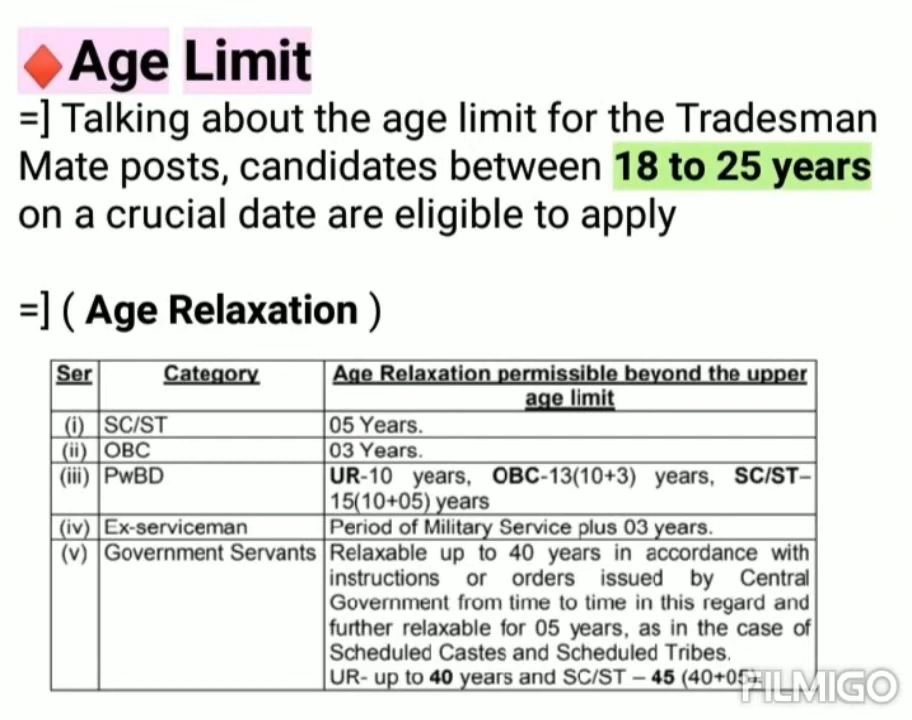 Age Limit
=] Talking about the age limit for the Tradesman
Mate posts, candidates between 18 to 25 years
on a crucial date are eligible to apply
=] ( Age Relaxation )
Ser Category Age Relaxation permissible beyond the upper
age limit
(i) SC/ST 05 Years.
(ii) OBC 03 Years.
(iii) PwBD UR-10 years, OBC-13(10+3) years, SC/ST–
15(10+05) years
(iv) Ex-serviceman Period of Military Service plus 03 years.
(v) Government Servants Relaxable up to 40 years in accordance with
instructions or orders issued by Central
Government from time to time in this regard and
further relaxable for 05 years, as in the case of
Scheduled Castes and Scheduled Tribes.
UR- up to 40 years and SC/ST – 45 (40+05).
FILMIGO